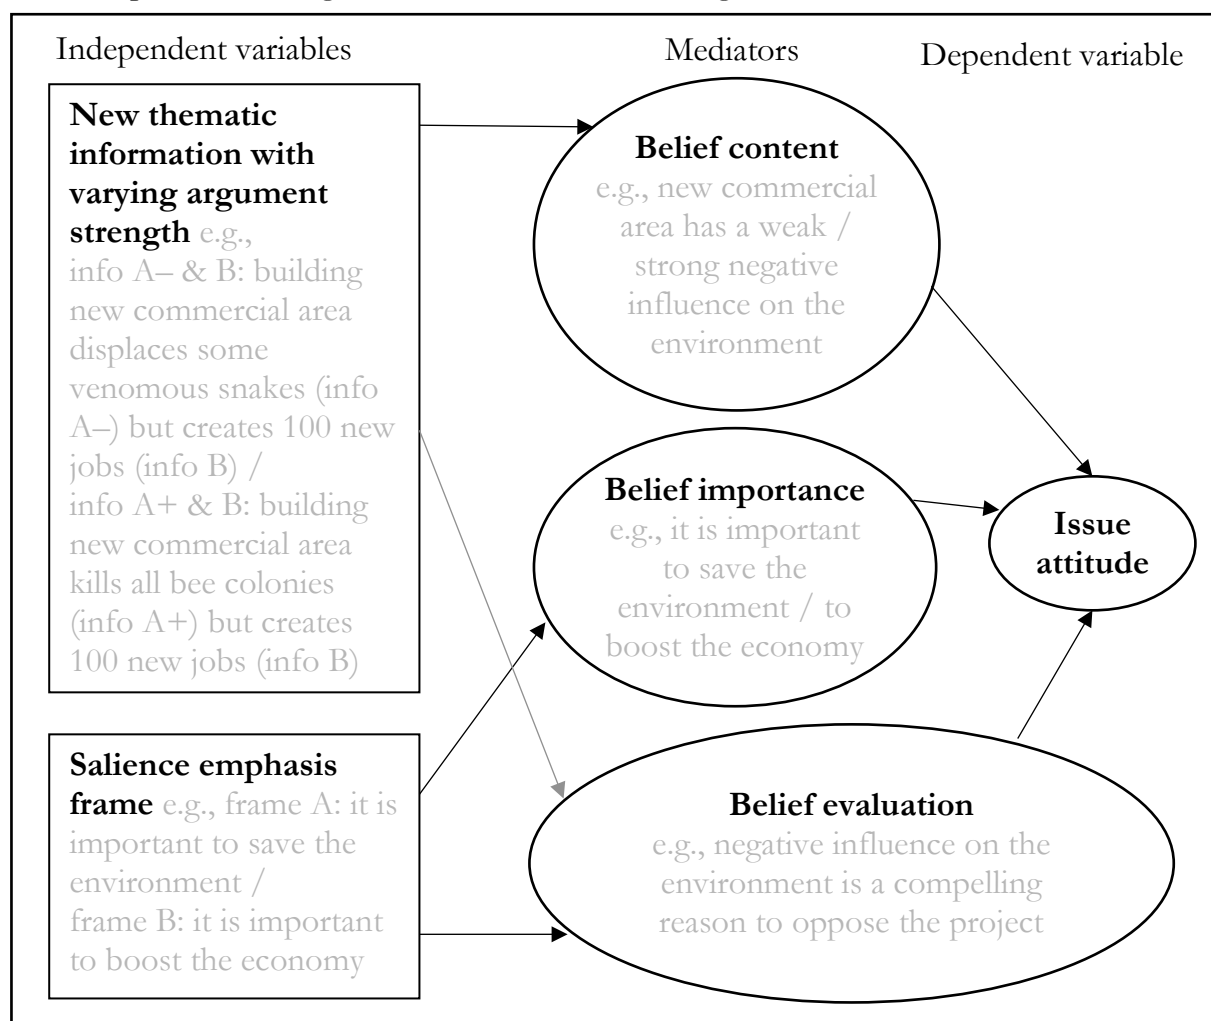 Independent variables
Mediators
Dependent variable
New thematic
information with
varying argument
strength e.g.,
info A– & B: building
new commercial area
displaces some
venomous snakes (info
A–) but creates 100 new
jobs (info B) /
info A+ & B: building
new commercial area
kills all bee colonies
(info A+) but creates
100 new jobs (info B)
Salience emphasis
frame e.g., frame A: it is
important to save the
environment /
frame B: it is important
to boost the economy
Belief content
e.g., new commercial
area has a weak /
strong negative
influence on the
environment
Belief importance
e.g., it is important
to save the
environment / to
boost the economy
Belief evaluation
e.g., negative influence on the
environment is a compelling
reason to oppose the project
Issue
attitude